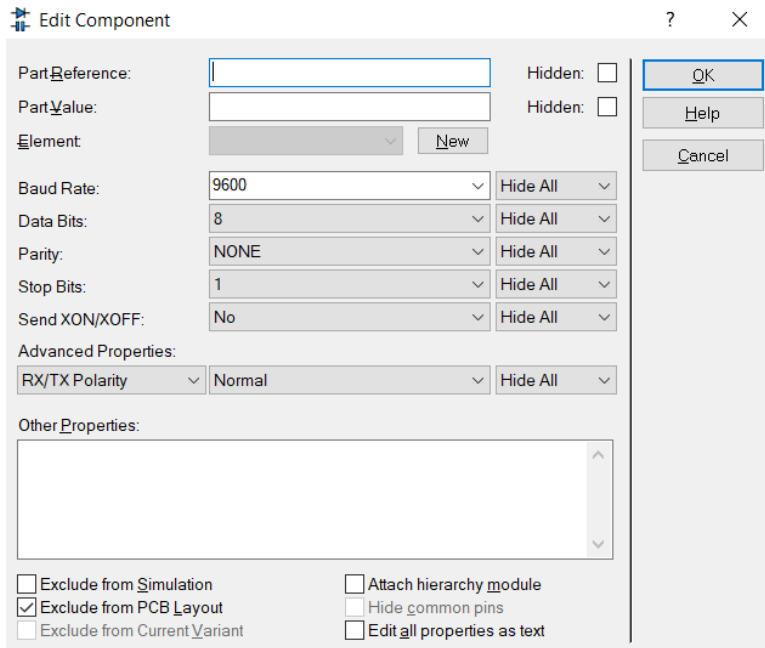 Edit Component ?
Part Reference: Hidden: OK
Part Value: Hidden: Help
Element: New Cancel
Baud Rate: 9600 Hide All
Data Bits: 8 Hide All
Parity: NONE Hide All
Stop Bits: 1 Hide All
Send XON/XOFF: No Hide All
Advanced Properties:
RX/TX Polarity Normal Hide All
Other Properties:
Exclude from Simulation Attach hierarchy module
Exclude from PCB Layout Hide common pins
Exclude from Current Variant Edit all properties as text